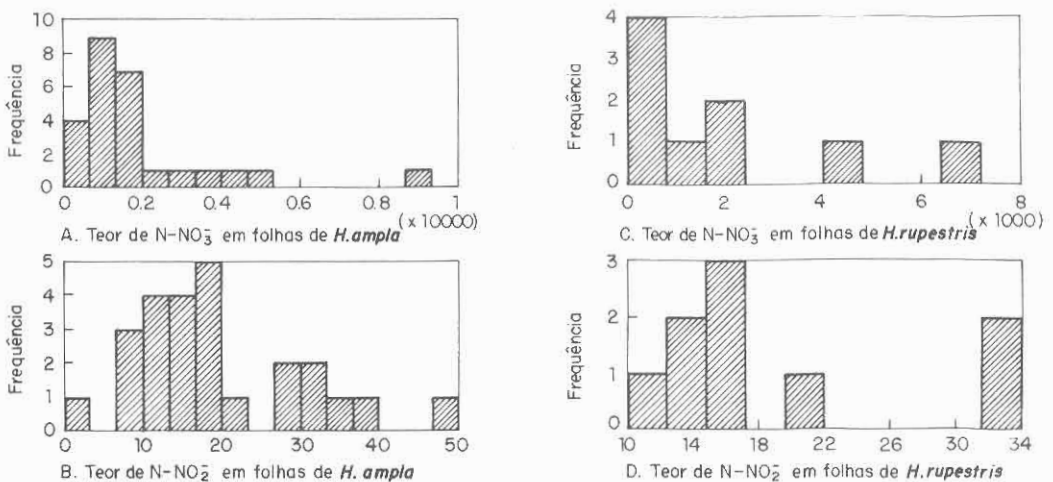 Frequência
10
8
6
4
2
0
0 0.2 0.4 0.6 0.8 1
(x 10000)
A. Teor de N-NO₃⁻ em folhas de H.ampla
Frequência
5
4
3
2
1
0
0 10 20 30 40 50
B. Teor de N-NO₂⁻ em folhas de H. ampla
Frequência
4
3
2
1
0
0 2 4 6 8
(x 1000)
C. Teor de N-NO₃⁻ em folhas de H.rupestris
Frequência
3
2
1
0
10 14 18 22 26 30 34
D. Teor de N-NO₂⁻ em folhas de H.rupestris